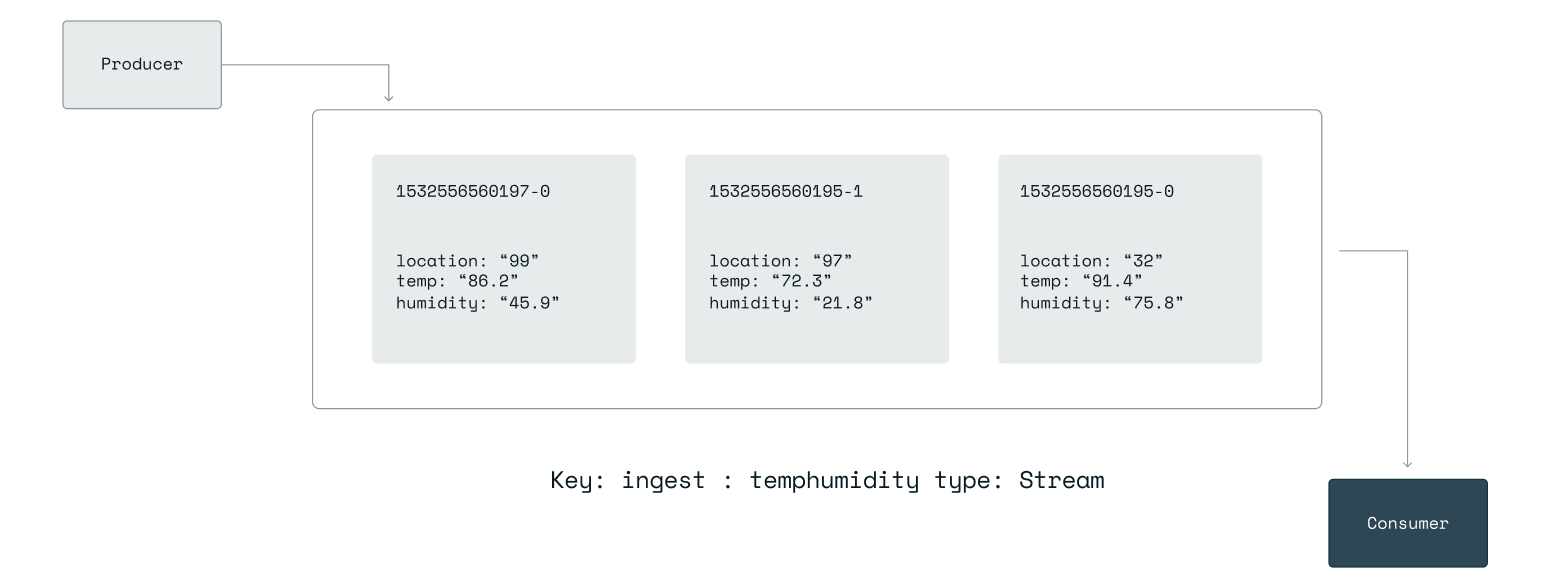 Producer
1532556560197-0
location: “99”
temp: “86.2”
humidity: “45.9”
1532556560195-1
location: “97”
temp: “72.3”
humidity: “21.8”
1532556560195-0
location: “32”
temp: “91.4”
humidity: “75.8”
Key: ingest : temphumidity type: Stream
Consumer